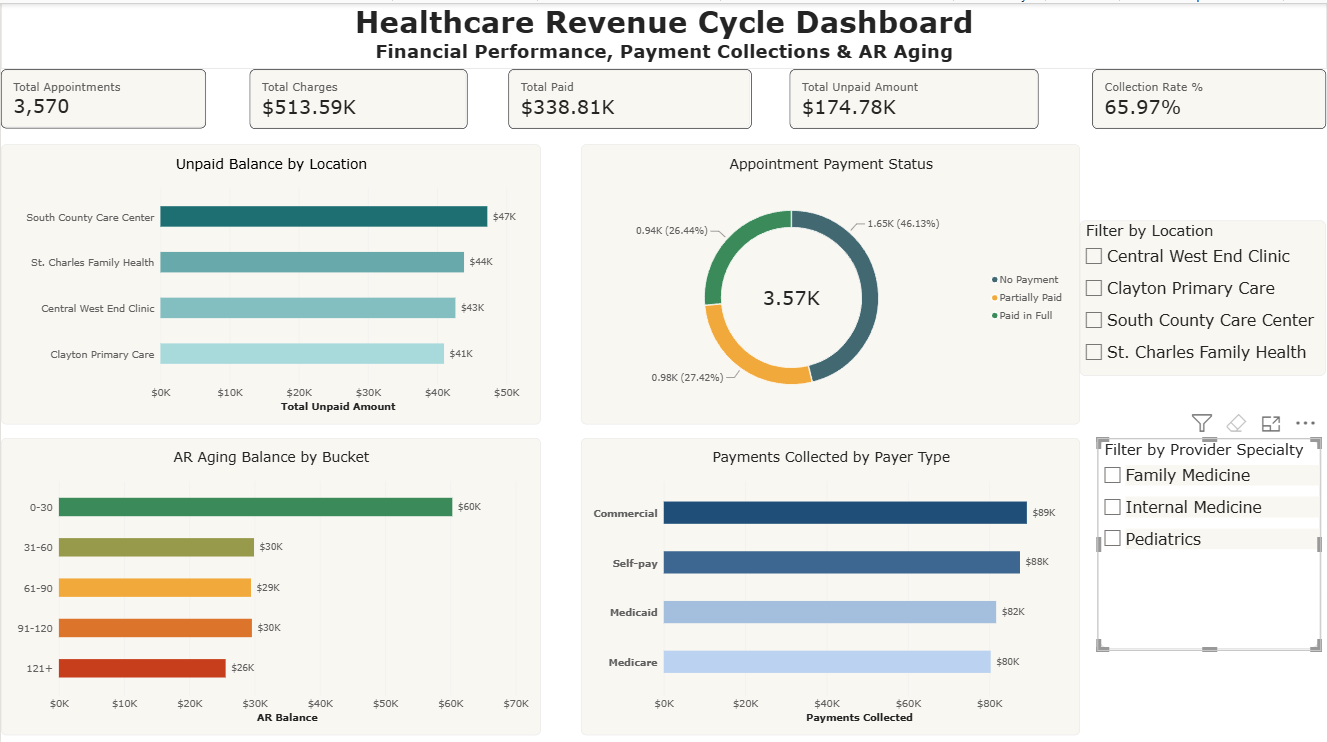 Healthcare Revenue Cycle Dashboard
Financial Performance, Payment Collections & AR Aging
Total Appointments
3,570
Total Charges
$513.59K
Total Paid
$338.81K
Total Unpaid Amount
$174.78K
Collection Rate %
65.97%
Unpaid Balance by Location
South County Care Center
$47K
St. Charles Family Health
$44K
Central West End Clinic
$43K
Clayton Primary Care
$41K
$0K $10K $20K $30K $40K $50K
Total Unpaid Amount
Appointment Payment Status
0.94K (26.44%)
1.65K (46.13%)
3.57K
0.98K (27.42%)
No Payment
Partially Paid
Paid in Full
Filter by Location
Central West End Clinic
Clayton Primary Care
South County Care Center
St. Charles Family Health
AR Aging Balance by Bucket
0-30
$60K
31-60
$30K
61-90
$29K
91-120
$30K
121+
$26K
$0K $10K $20K $30K $40K $50K $60K $70K
AR Balance
Payments Collected by Payer Type
Commercial
$89K
Self-pay
$88K
Medicaid
$82K
Medicare
$80K
$0K $20K $40K $60K $80K
Payments Collected
Filter by Provider Specialty
Family Medicine
Internal Medicine
Pediatrics